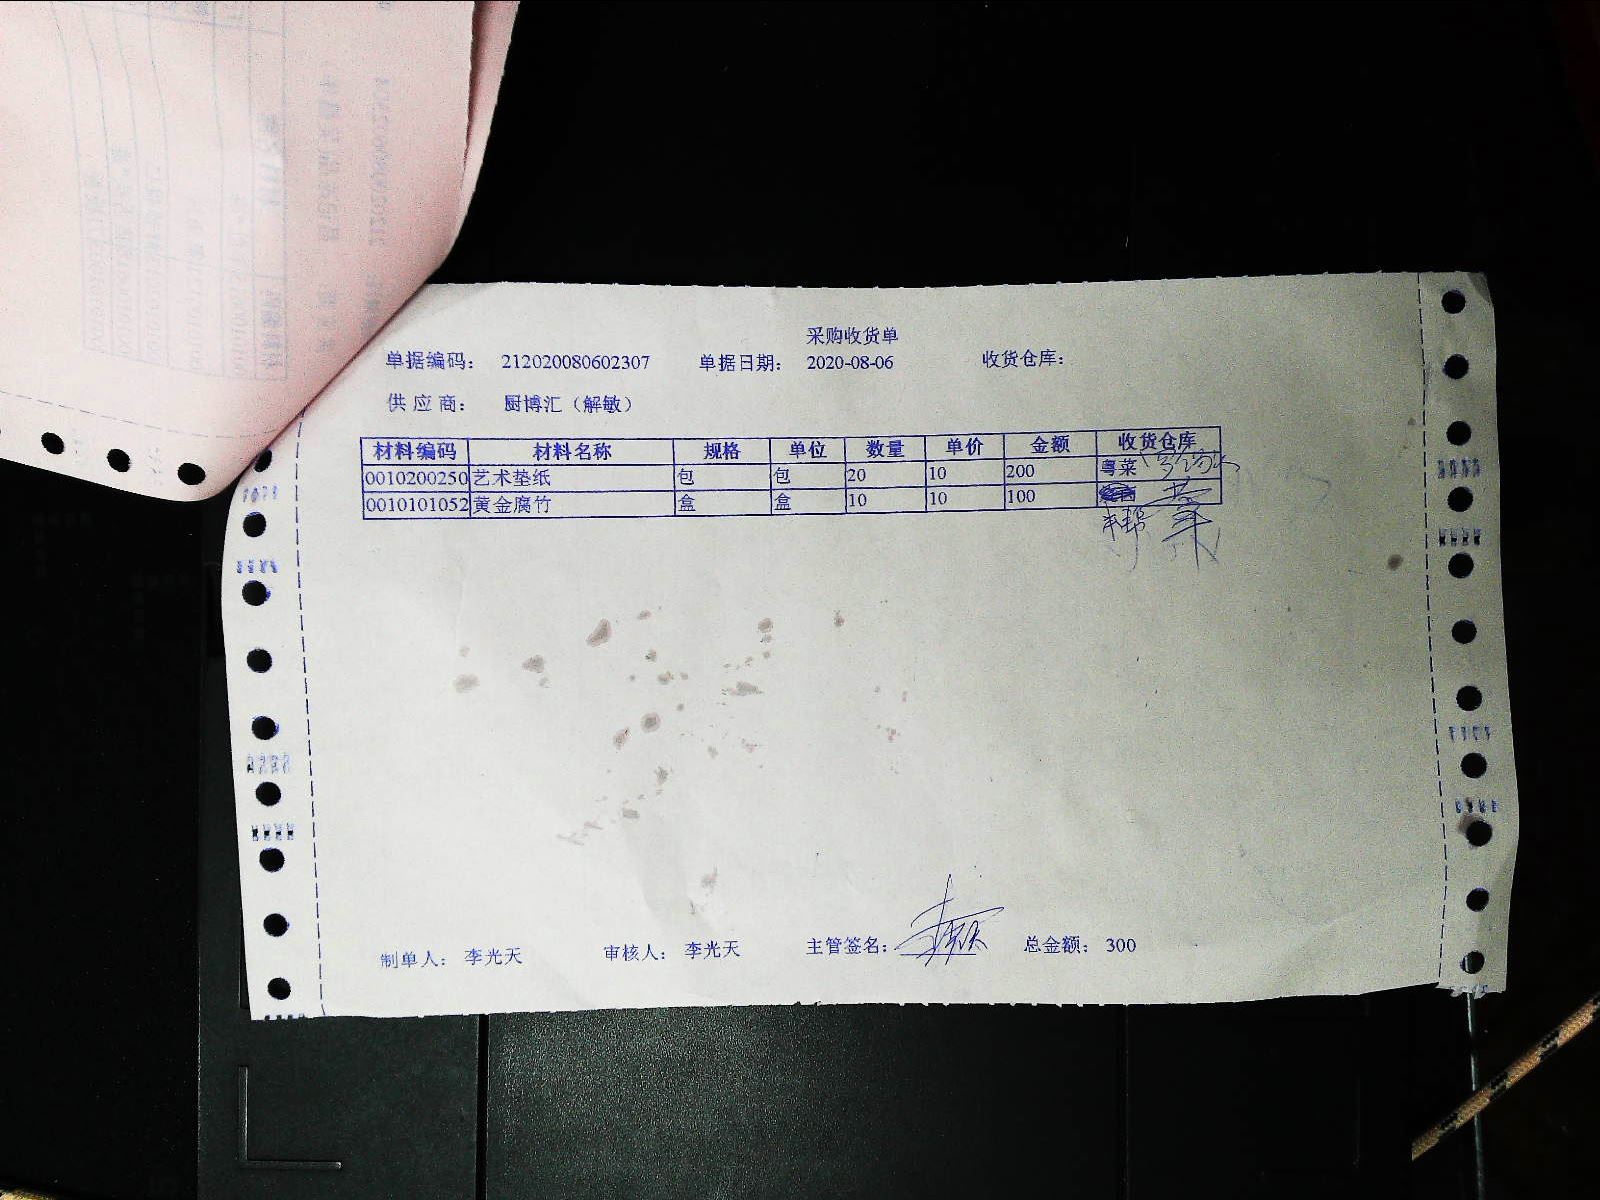 采购收货单
单据编码： 212020080602307 单据日期： 2020-08-06 收货仓库：
供 应 商： 厨博汇（解敏）
材料编码 材料名称 规格 单位 数量 单价 金额 收货仓库
0010200250 艺术垫纸 包 包 20 10 200 粤菜
0010101052 黄金腐竹 盒 盒 10 10 100
制单人： 李光天 审核人： 李光天 主管签名： 总金额： 300